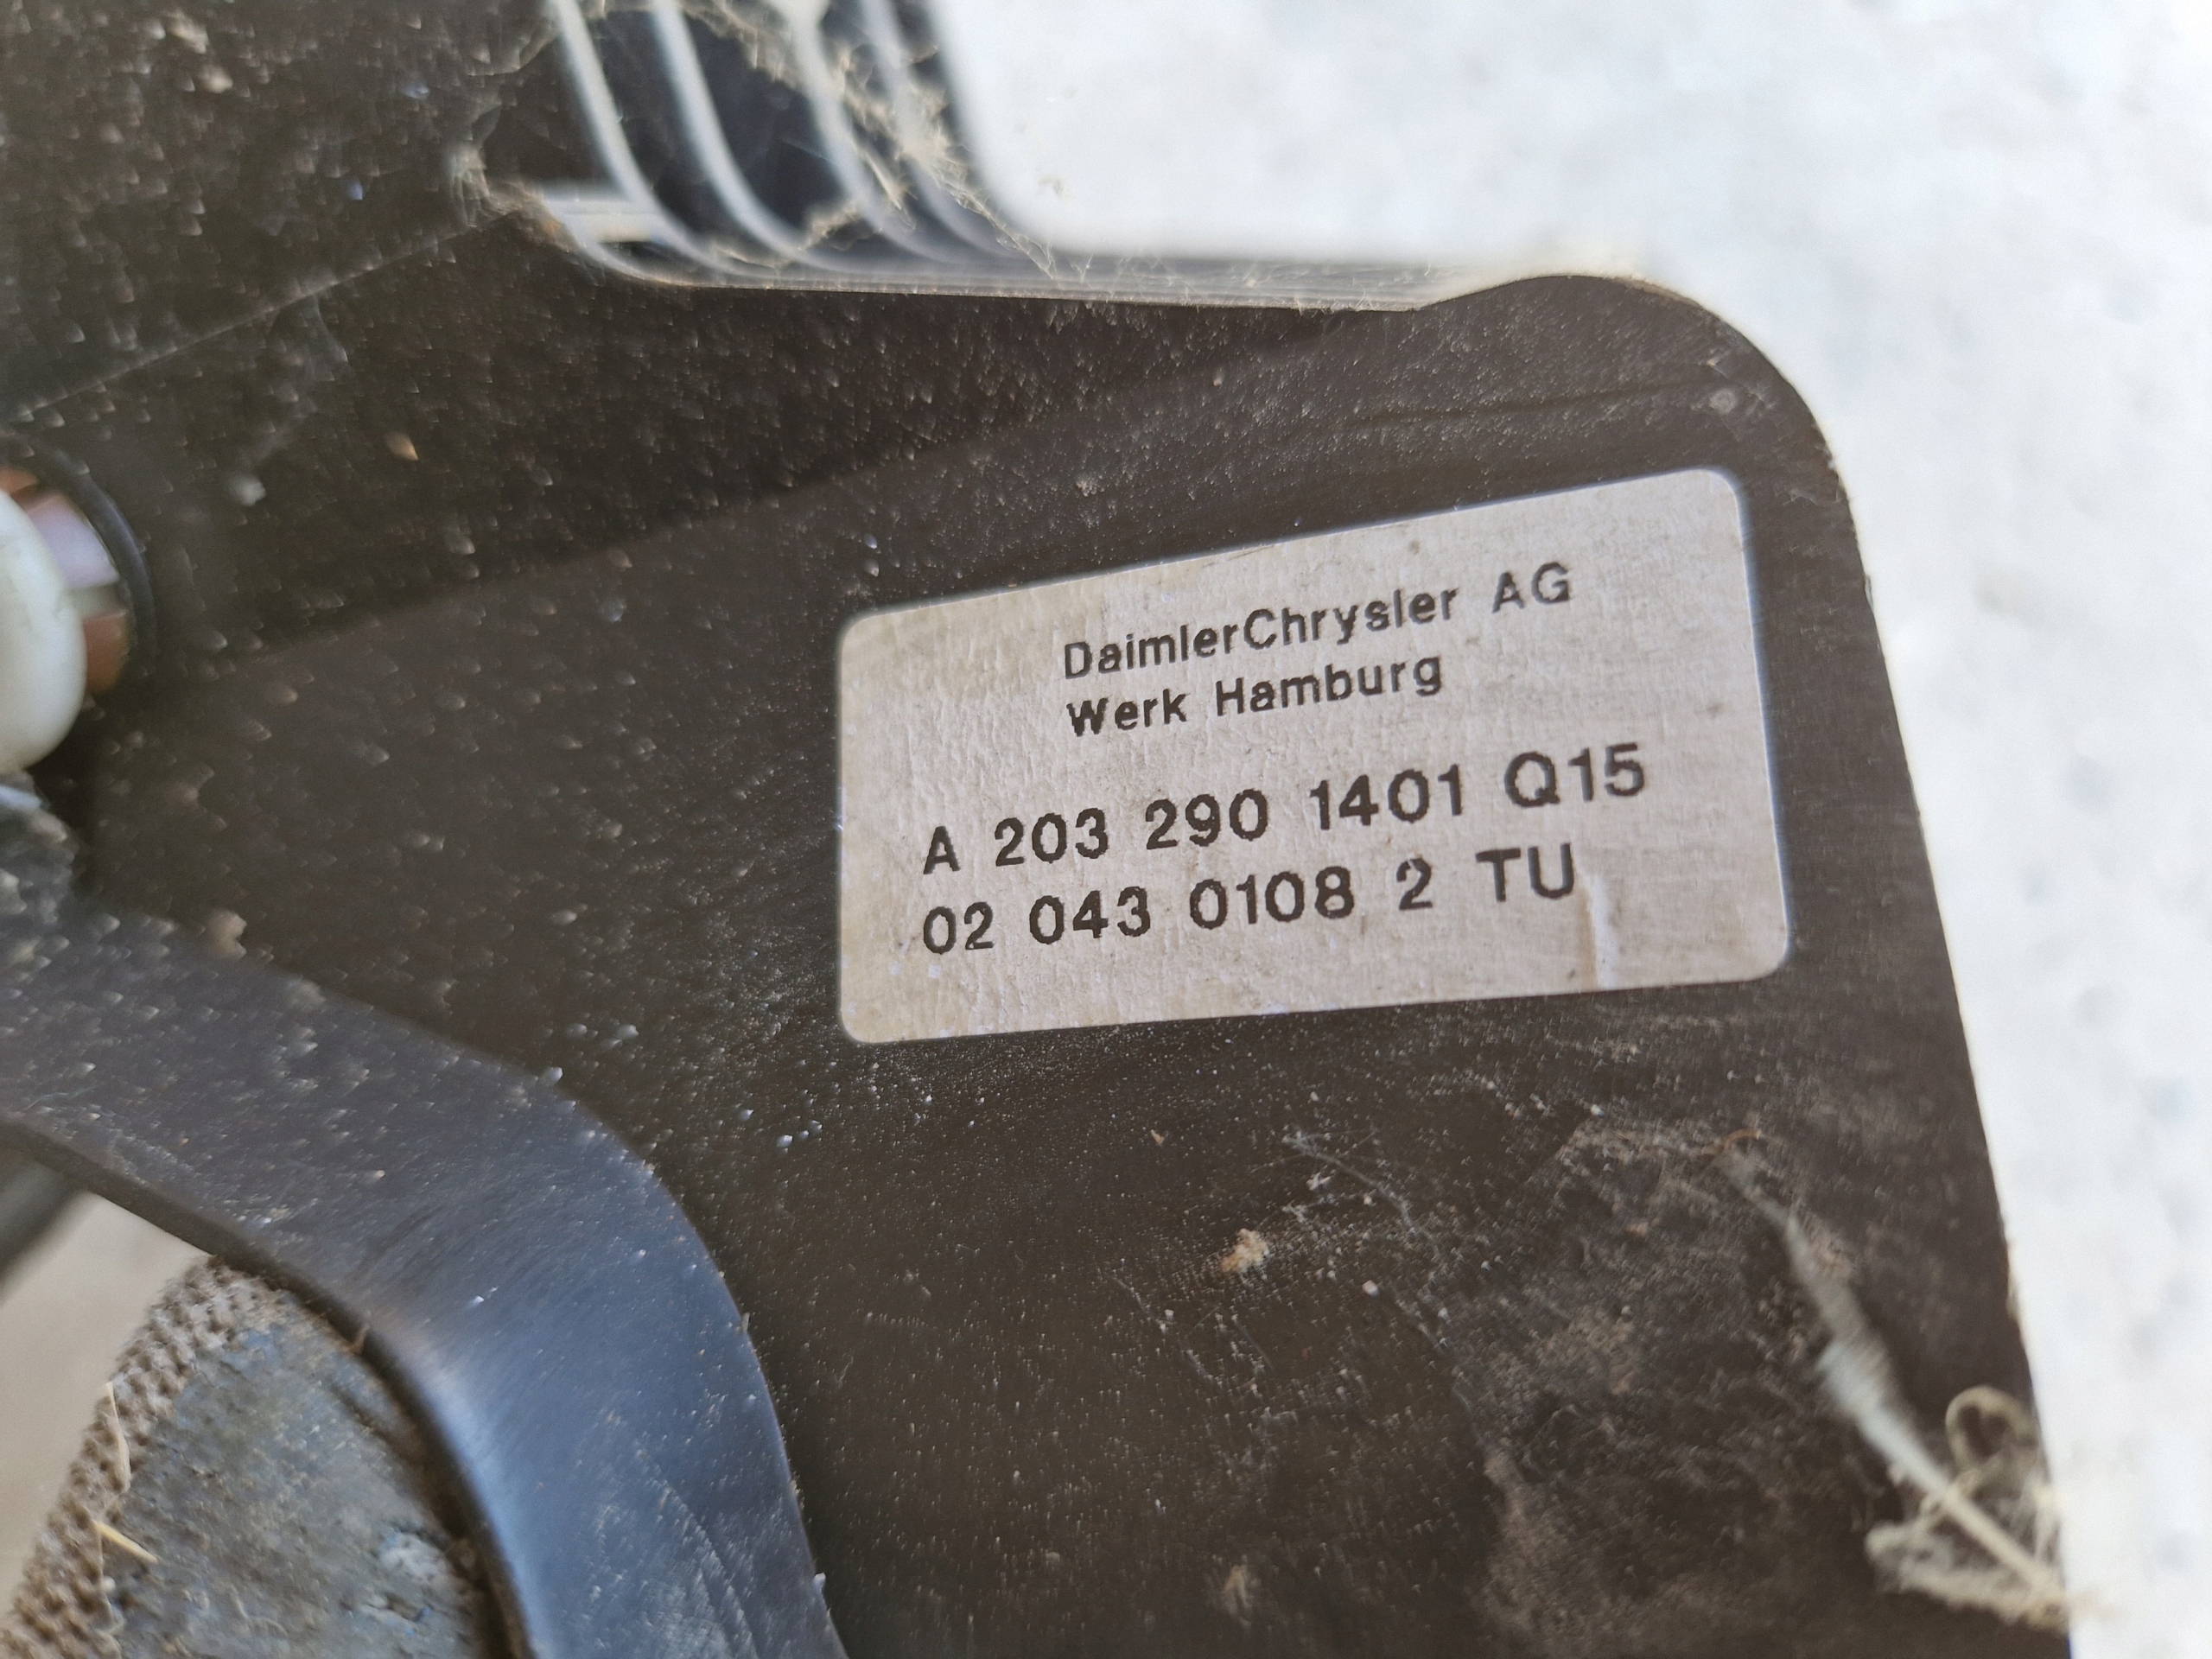 DaimlerChrysler AG
Werk Hamburg
A 203 290 1401 Q15
02 043 0108 2 TU